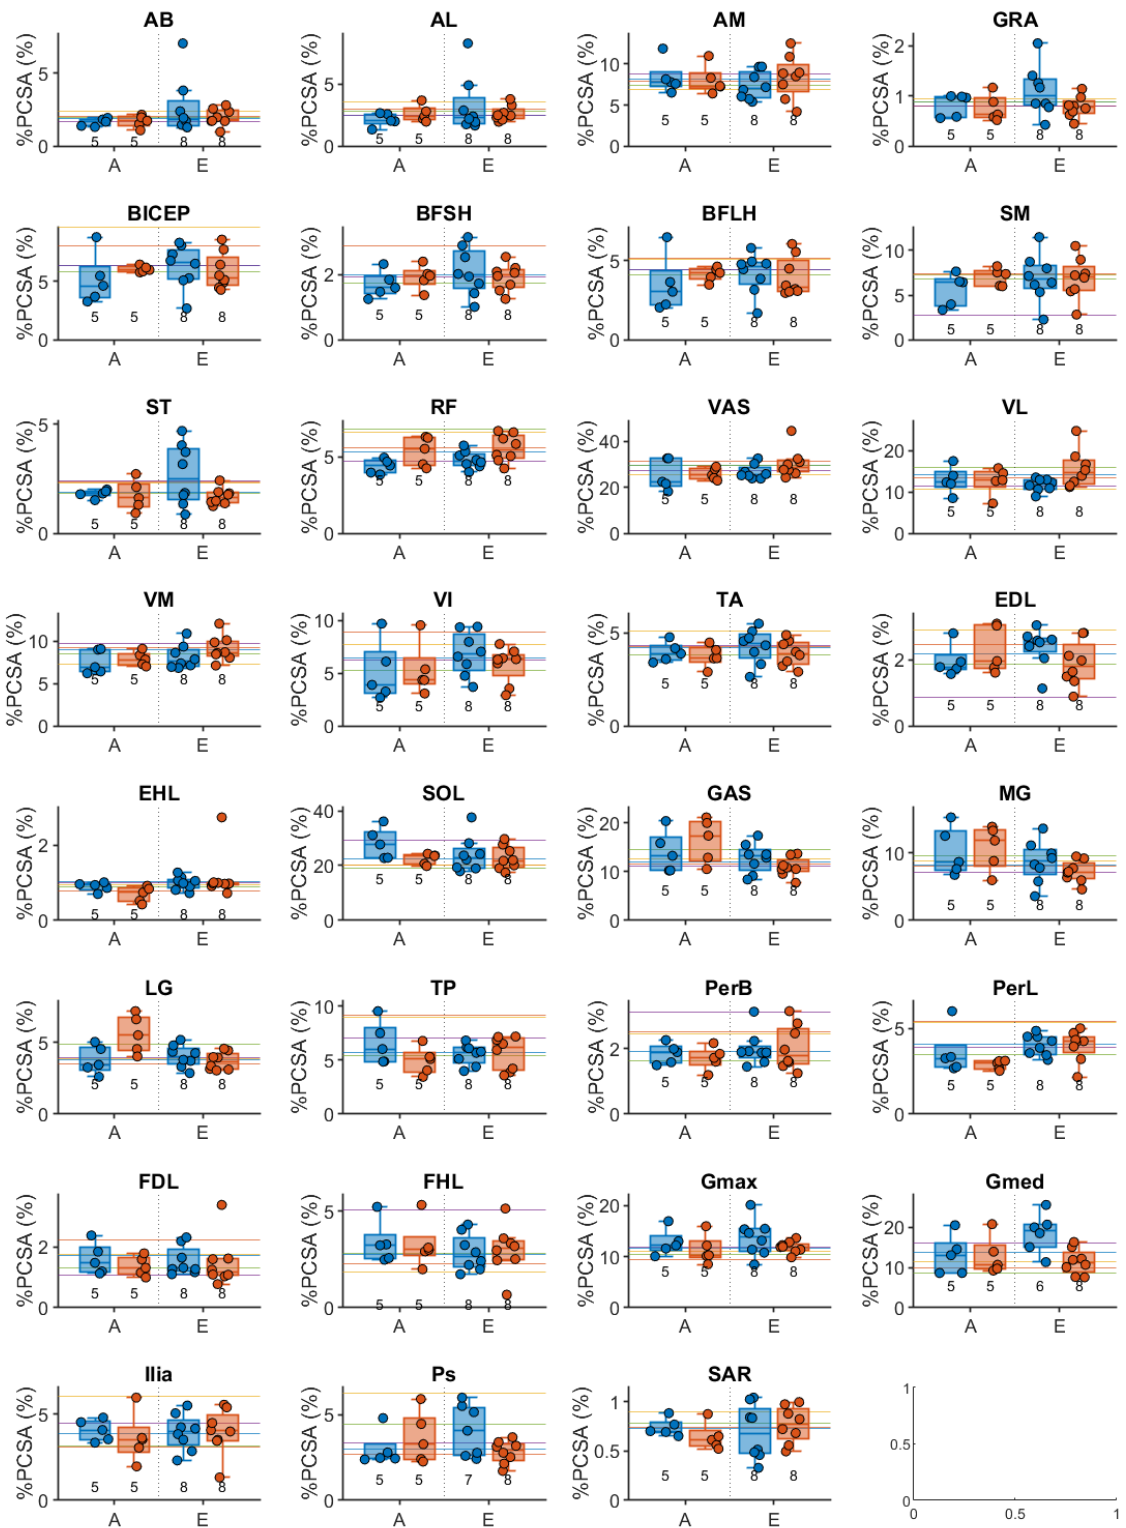 AB AL AM GRA
%PCSA (%) 5 0 5 5 8 8 A E
%PCSA (%) 5 0 5 5 8 8 A E
%PCSA (%) 10 5 0 5 5 8 8 A E
%PCSA (%) 2 1 0 5 5 8 8 A E
BICEP BFSH BFLH SM
%PCSA (%) 5 0 5 5 8 8 A E
%PCSA (%) 2 0 5 5 8 8 A E
%PCSA (%) 5 0 5 5 8 8 A E
%PCSA (%) 10 5 0 5 5 8 8 A E
ST RF VAS VL
%PCSA (%) 5 0 5 5 8 8 A E
%PCSA (%) 5 0 5 5 8 8 A E
%PCSA (%) 40 20 0 5 5 8 8 A E
%PCSA (%) 20 10 0 5 5 8 8 A E
VM VI TA EDL
%PCSA (%) 10 5 0 5 5 8 8 A E
%PCSA (%) 10 5 0 5 5 8 8 A E
%PCSA (%) 5 0 5 5 8 8 A E
%PCSA (%) 2 0 5 5 8 8 A E
EHL SOL GAS MG
%PCSA (%) 2 1 0 5 5 8 8 A E
%PCSA (%) 40 20 0 5 5 8 8 A E
%PCSA (%) 20 10 0 5 5 8 8 A E
%PCSA (%) 10 0 5 5 8 8 A E
LG TP PerB PerL
%PCSA (%) 5 0 5 5 8 8 A E
%PCSA (%) 10 5 0 5 5 8 8 A E
%PCSA (%) 2 0 5 5 8 8 A E
%PCSA (%) 5 0 5 5 8 8 A E
FDL FHL Gmax Gmed
%PCSA (%) 2 0 5 5 8 8 A E
%PCSA (%) 5 0 5 5 8 8 A E
%PCSA (%) 20 10 0 5 5 8 8 A E
%PCSA (%) 20 10 0 5 5 6 8 A E
Ilia Ps SAR
%PCSA (%) 5 0 5 5 8 8 A E
%PCSA (%) 5 0 5 5 7 8 A E
%PCSA (%) 1 0.5 0 5 5 8 8 A E
1 0.5 0 0 0.5 1